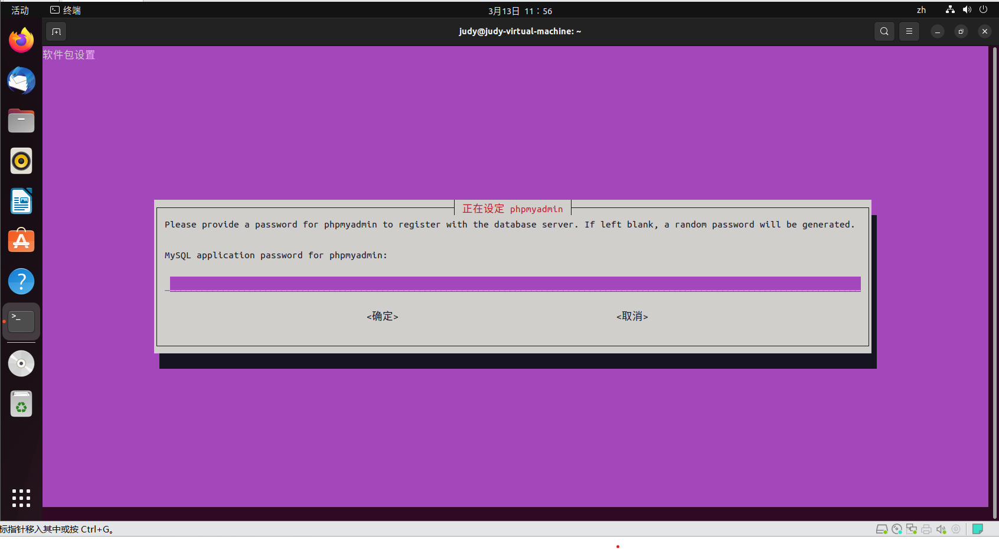 活动 终端 3月13日 11：56 zh
judy@judy-virtual-machine: ~
软件包设置
正在设定 phpmyadmin
Please provide a password for phpmyadmin to register with the database server. If left blank, a random password will be generated.
MySQL application password for phpmyadmin:
<确定> <取消>
标指针移入其中或按 Ctrl+G。